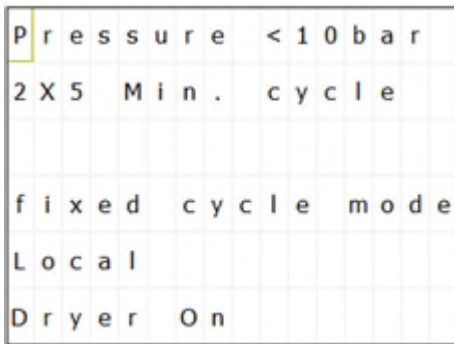 Pressure <10bar
2X5 Min. cycle
fixed cycle mode
Local
Dryer On